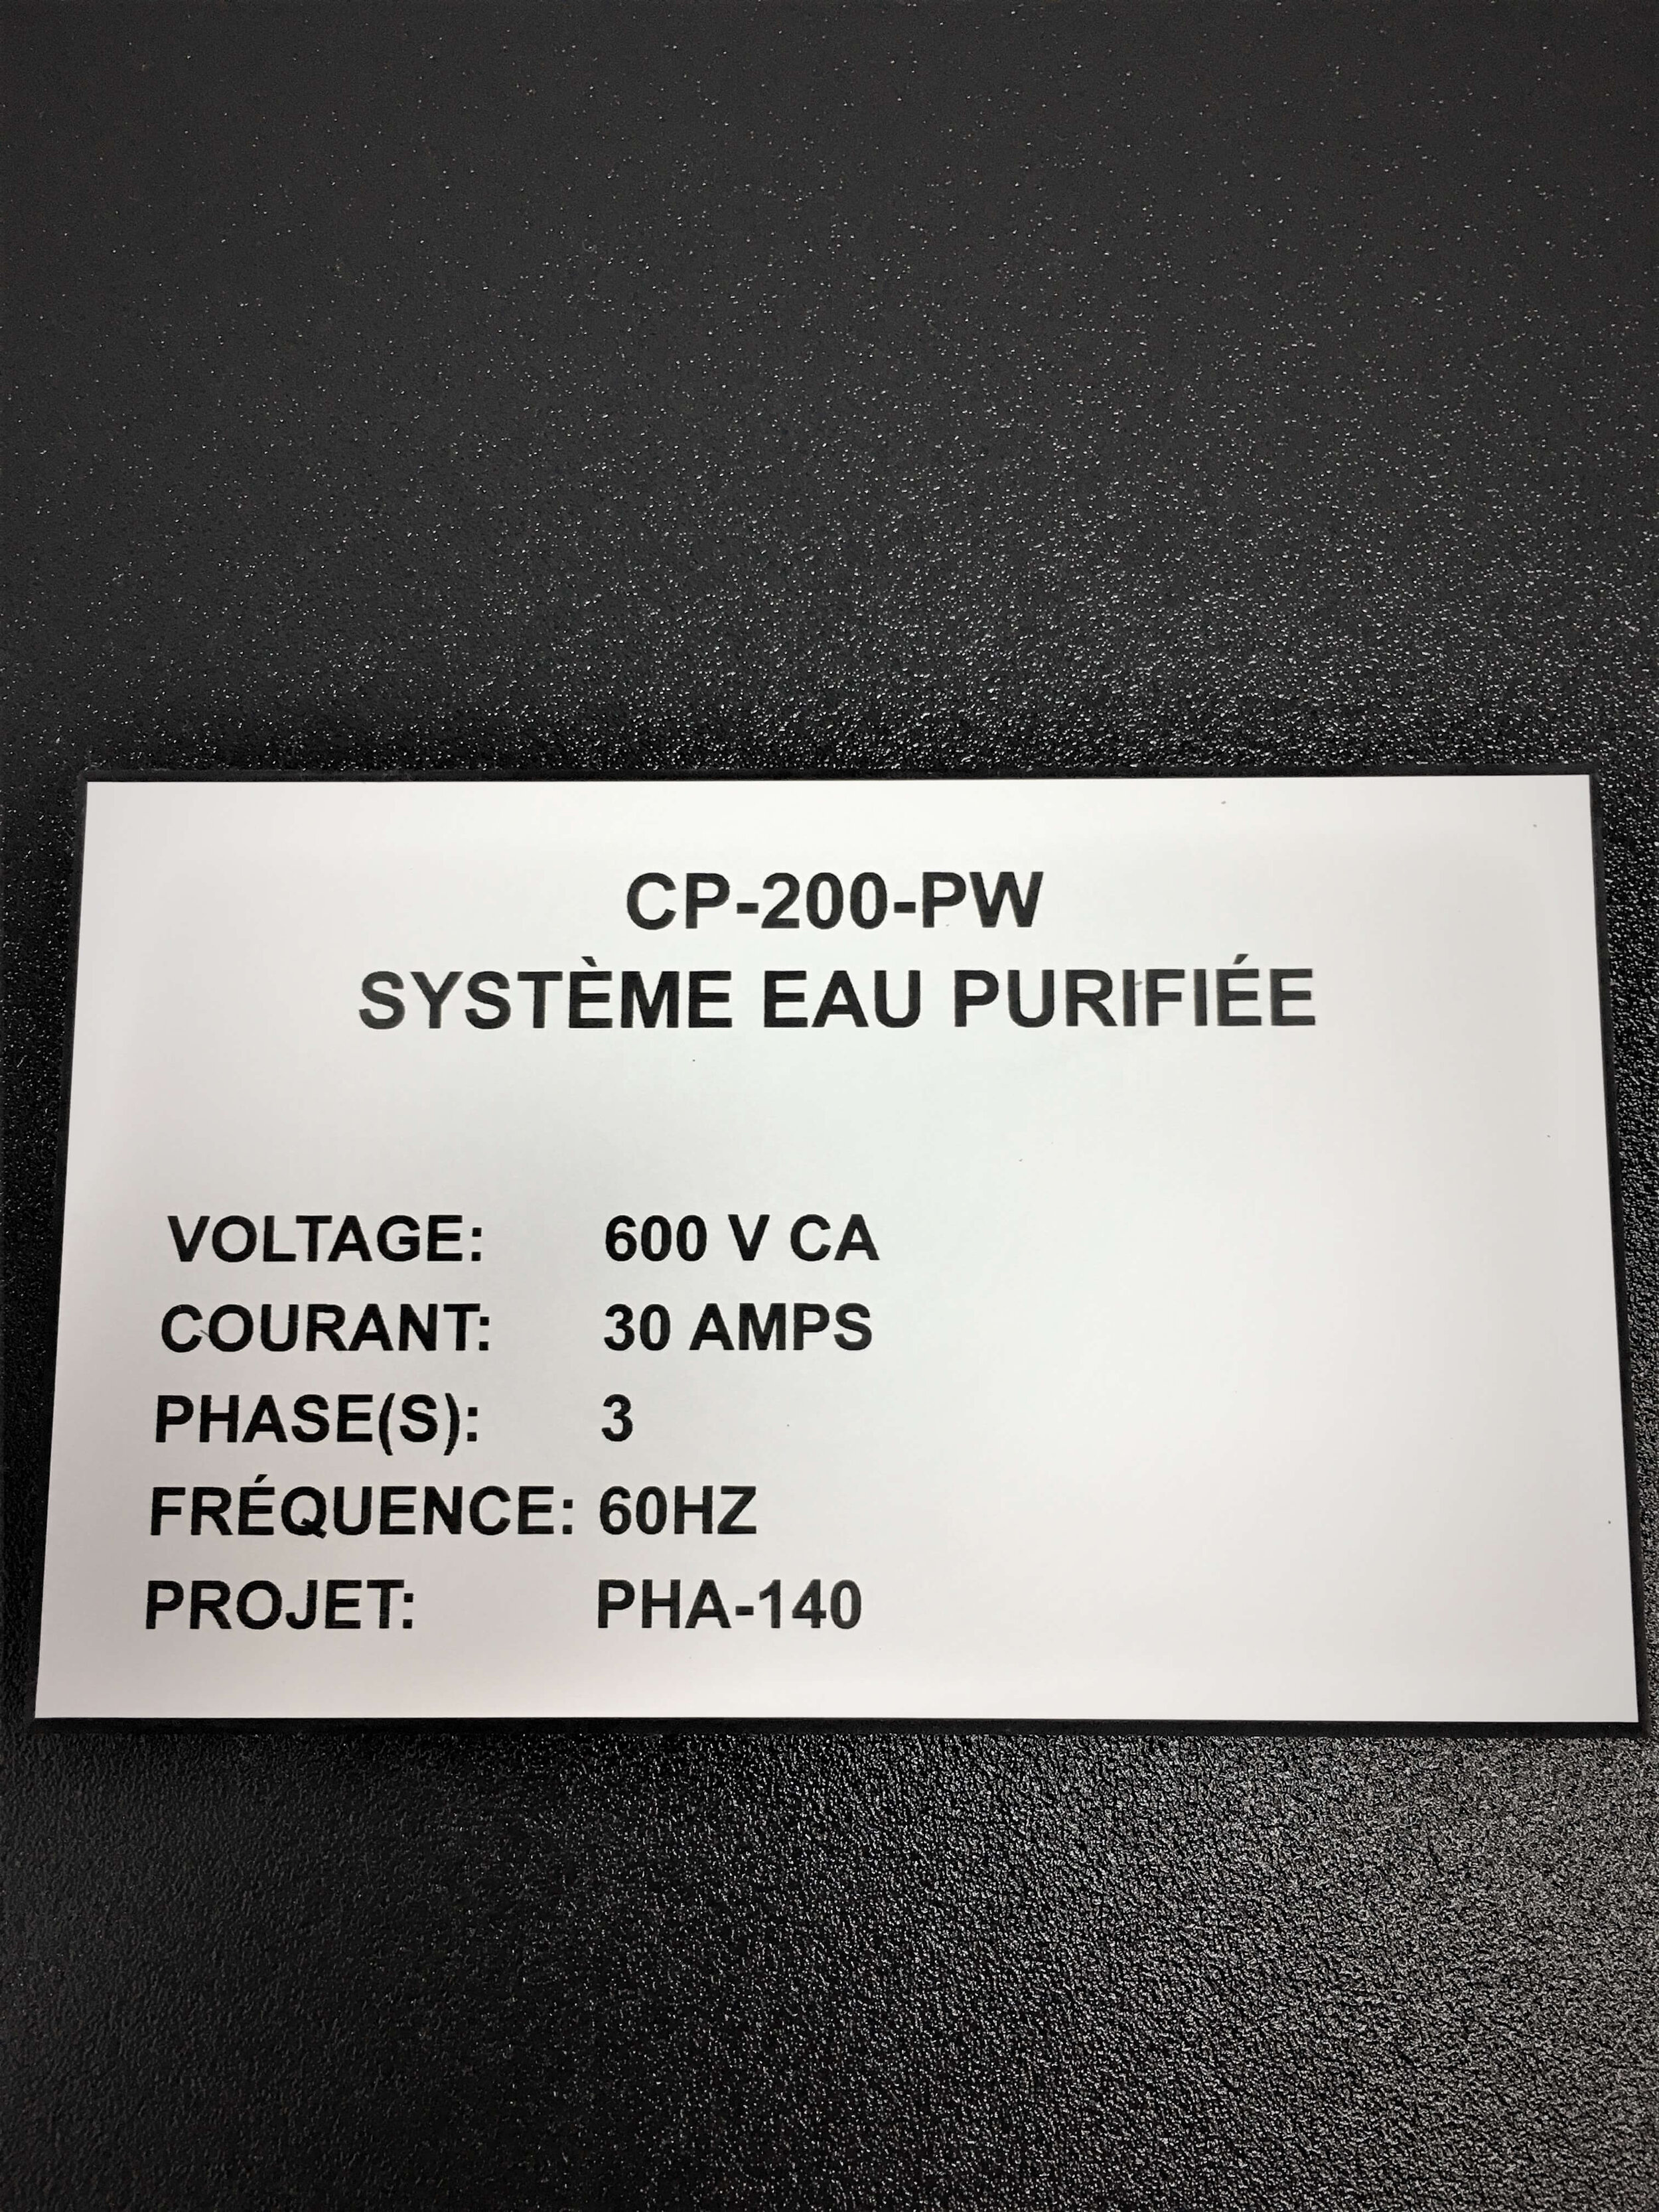 CP-200-PW
SYSTÈME EAU PURIFIÉE
VOLTAGE: 600 V CA
COURANT: 30 AMPS
PHASE(S): 3
FRÉQUENCE: 60HZ
PROJET: PHA-140